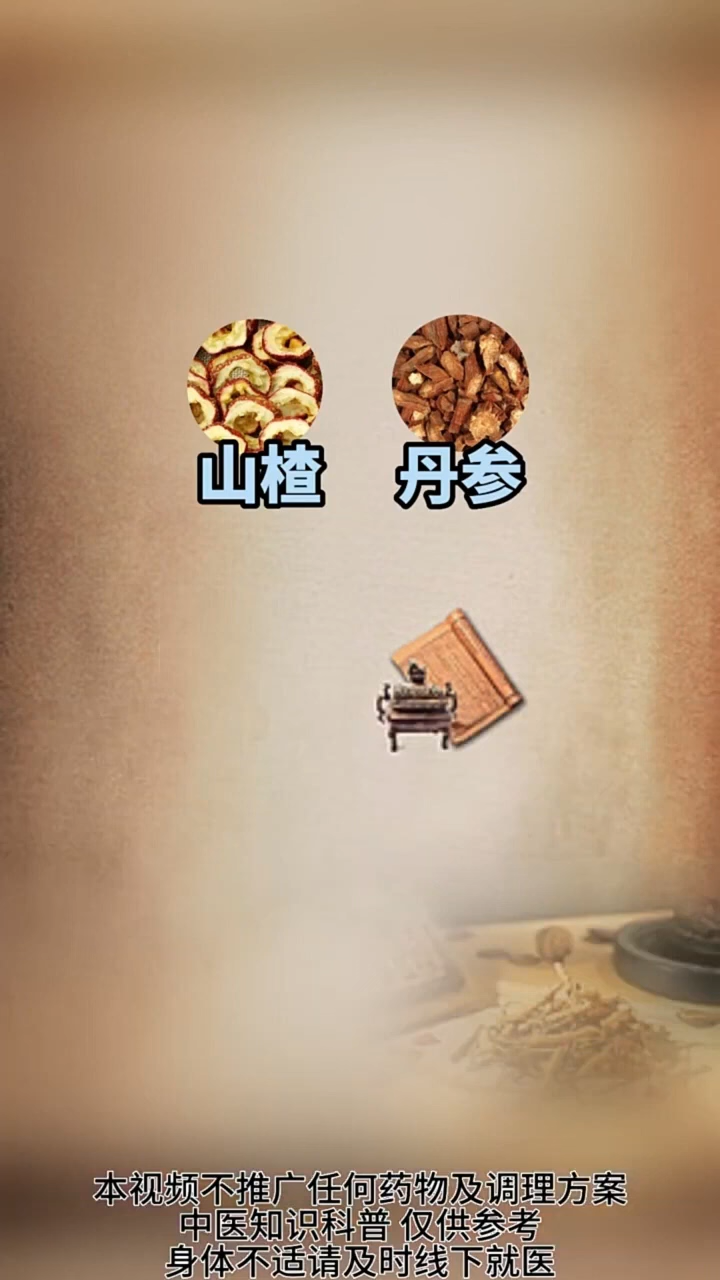 山楂 丹参
本视频不推广任何药物及调理方案
中医知识科普 仅供参考
身体不适请及时线下就医